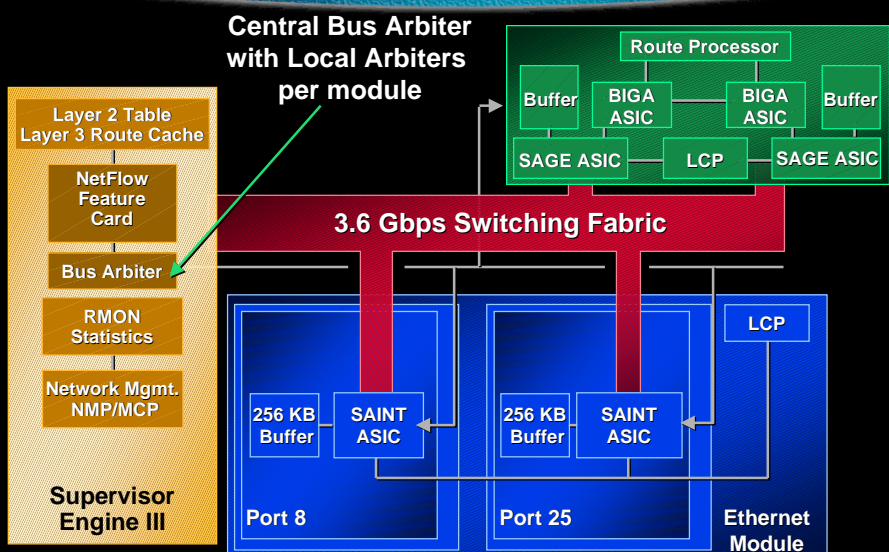 Central Bus Arbiter
with Local Arbiters
per module
Layer 2 Table
Layer 3 Route Cache
NetFlow
Feature
Card
Bus Arbiter
RMON
Statistics
Network Mgmt.
NMP/MCP
Supervisor
Engine III
Route Processor
Buffer
BIGA
ASIC
BIGA
ASIC
Buffer
SAGE ASIC
LCP
SAGE ASIC
3.6 Gbps Switching Fabric
256 KB
Buffer
SAINT
ASIC
Port 8
256 KB
Buffer
SAINT
ASIC
Port 25
LCP
Ethernet
Module